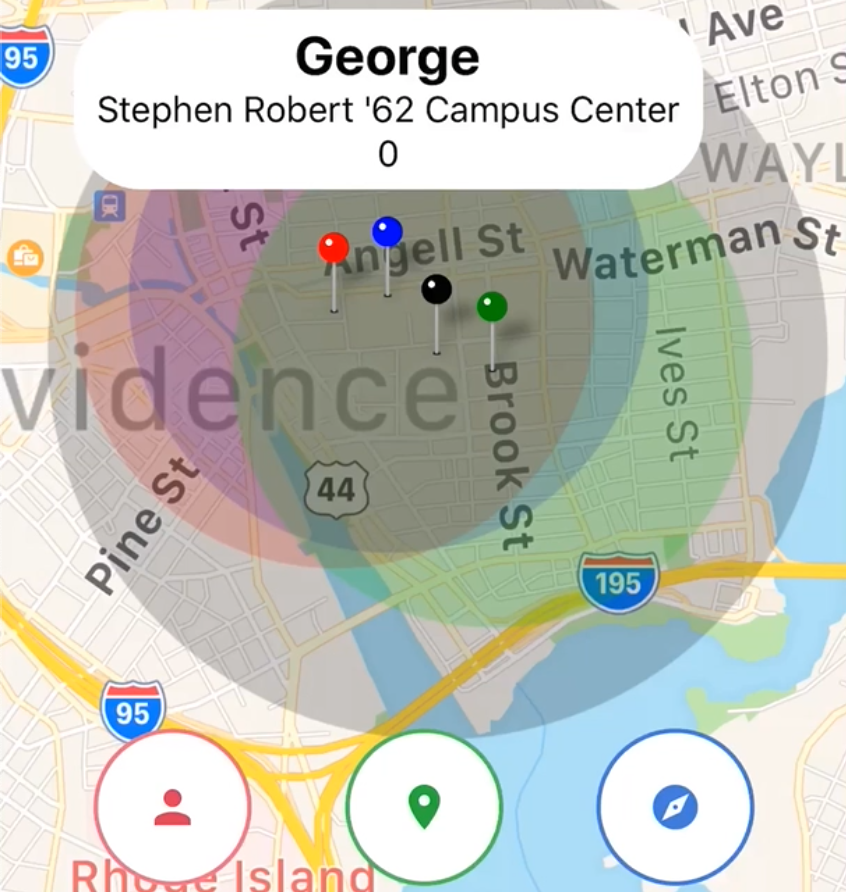 George
Stephen Robert '62 Campus Center
0
95
Ave
Elton S
WAYL
St
Angell St
Waterman St
Ives St
vidence
Brook St
44
Pine St
195
95
Rhode Island